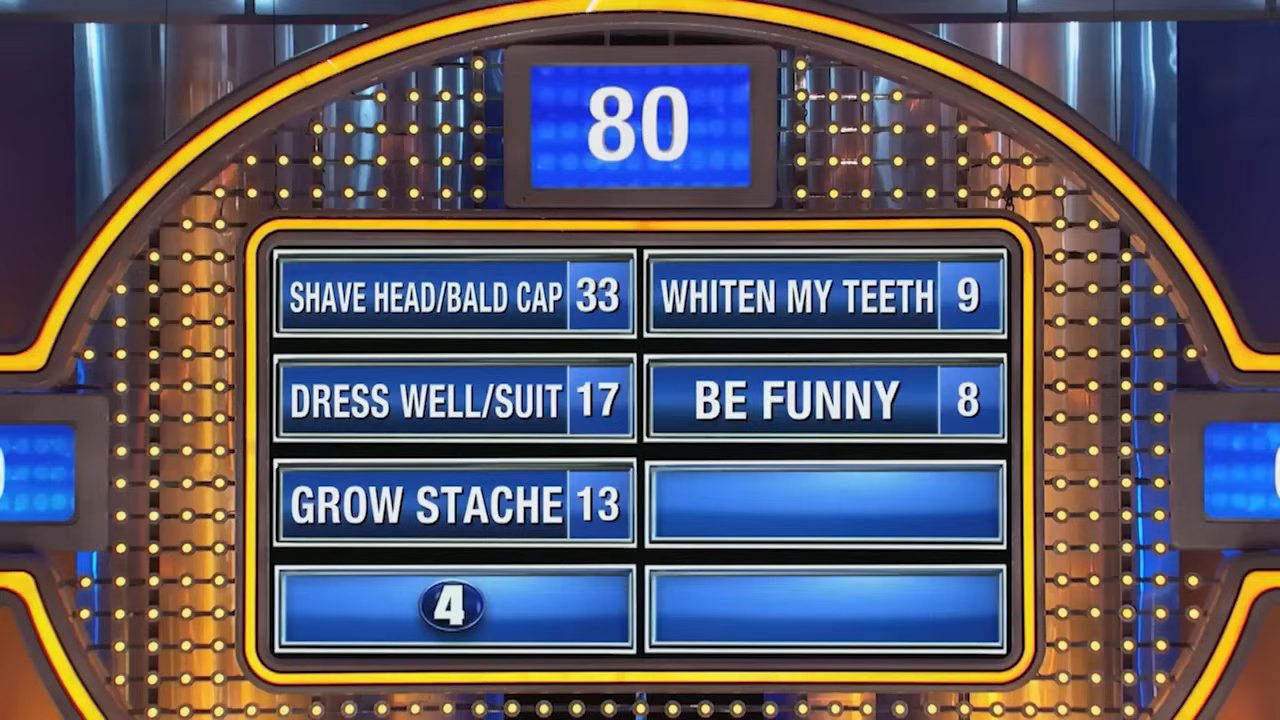 80
SHAVE HEAD/BALD CAP 33
DRESS WELL/SUIT 17
GROW STACHE 13
4
WHITEN MY TEETH 9
BE FUNNY 8